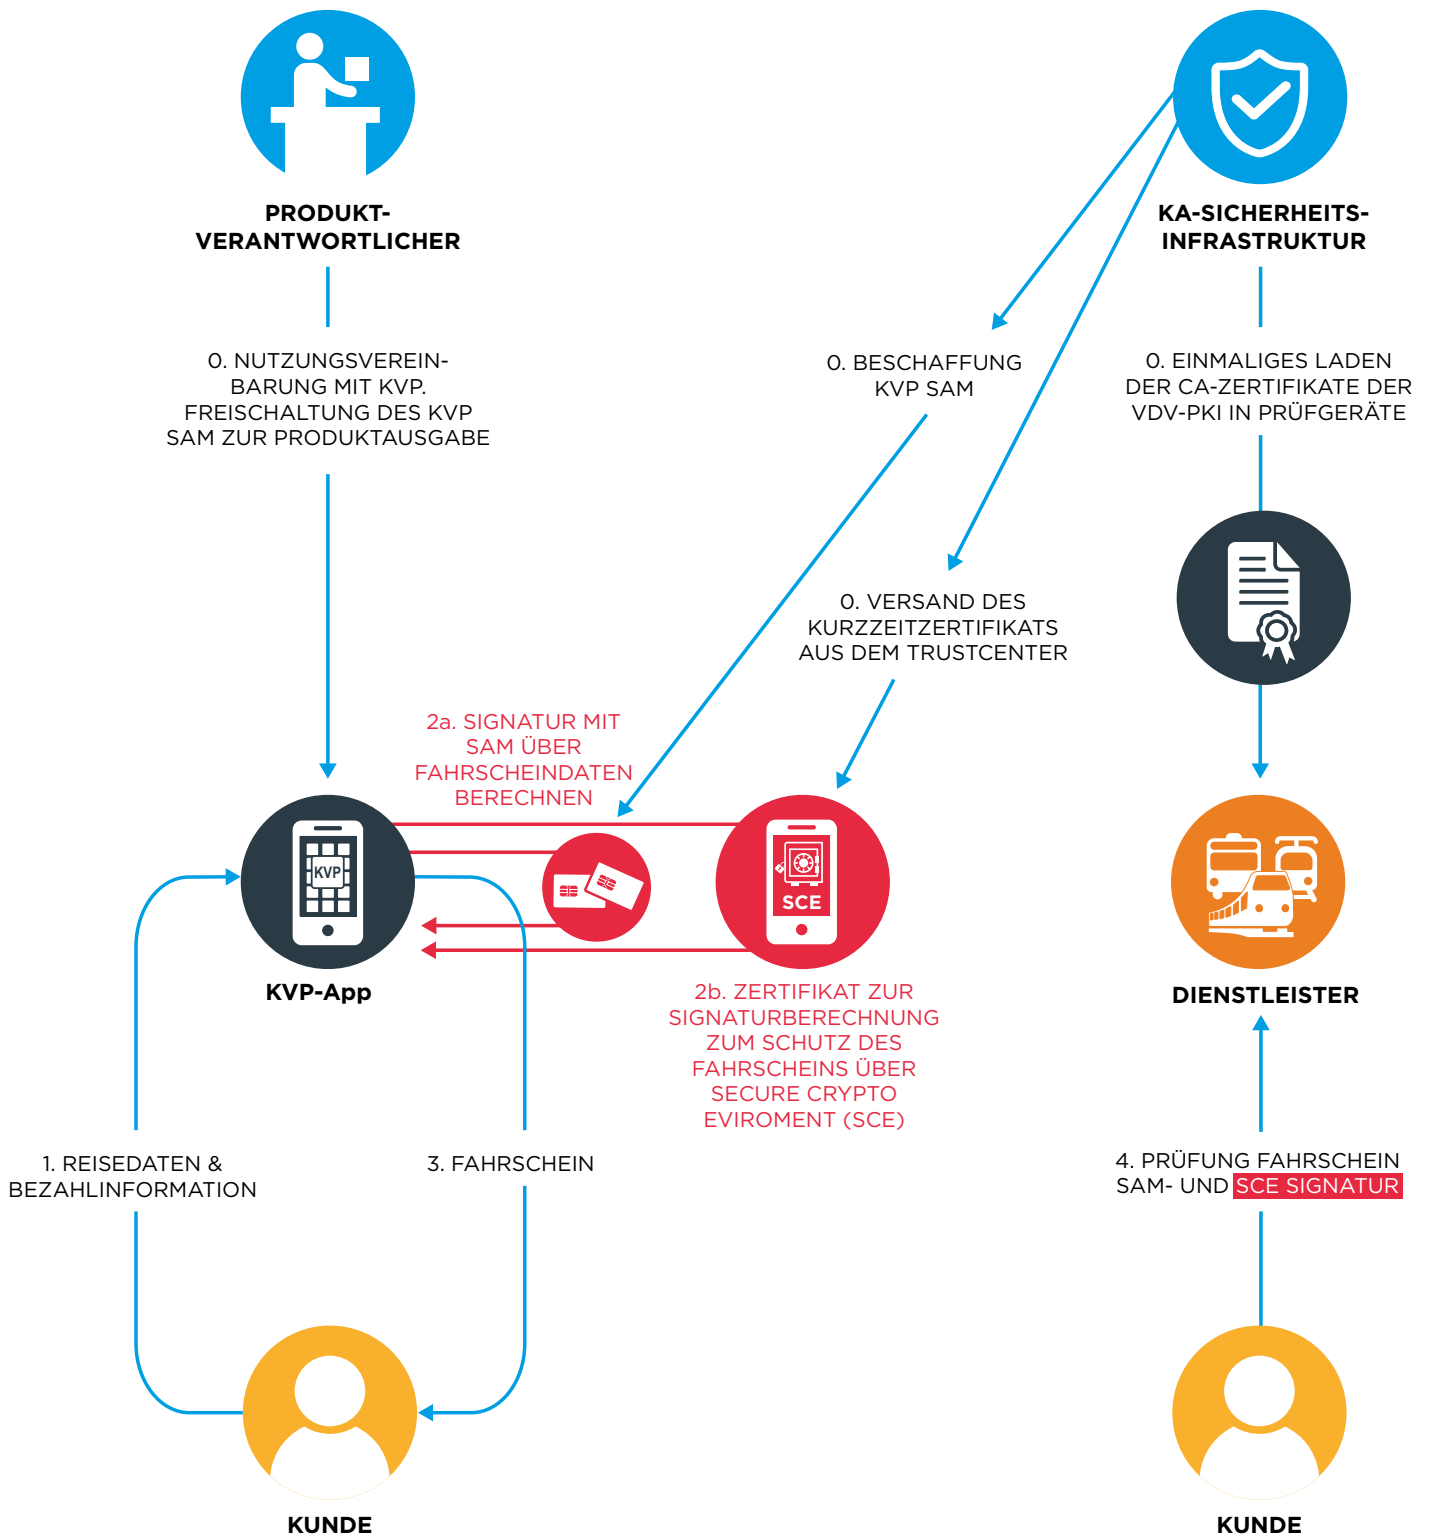 PRODUKT-
VERANTWORTLICHER
KA-SICHERHEITS-
INFRASTRUKTUR
0. NUTZUNGSVEREIN-
BARUNG MIT KVP.
FREISCHALTUNG DES KVP
SAM ZUR PRODUKTAUSGABE
0. BESCHAFFUNG
KVP SAM
0. EINMALIGES LADEN
DER CA-ZERTIFIKATE DER
VDV-PKI IN PRÜFGERÄTE
0. VERSAND DES
KURZZEITZERTIFIKATS
AUS DEM TRUSTCENTER
2a. SIGNATUR MIT
SAM ÜBER
FAHRSCHEINDATEN
BERECHNEN
KVP
SCE
KVP-App
2b. ZERTIFIKAT ZUR
SIGNATURBERECHNUNG
ZUM SCHUTZ DES
FAHRSCHEINS ÜBER
SECURE CRYPTO
EVIROMENT (SCE)
DIENSTLEISTER
1. REISEDATEN &
BEZAHLINFORMATION
3. FAHRSCHEIN
4. PRÜFUNG FAHRSCHEIN
SAM- UND SCE SIGNATUR
KUNDE
KUNDE